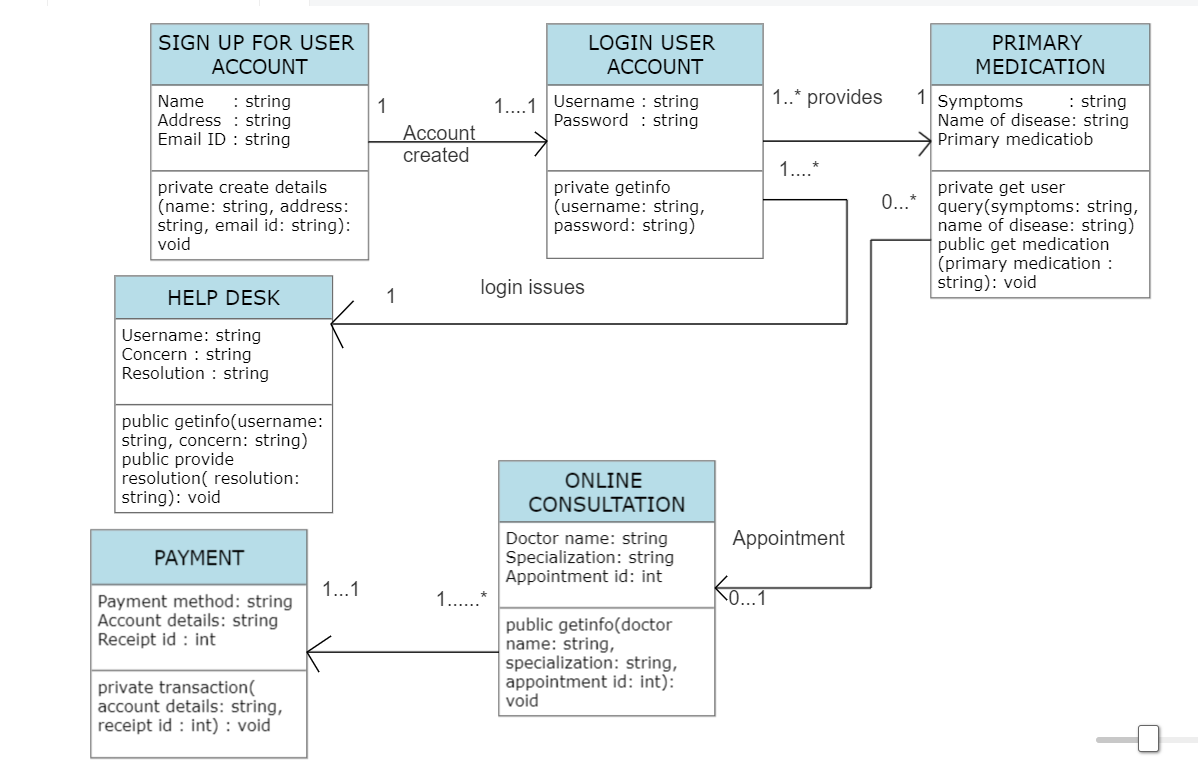 SIGN UP FOR USER
ACCOUNT
Name : string
Address : string
Email ID : string
private create details
(name: string, address:
string, email id: string):
void
1
1....1
Account
created
LOGIN USER
ACCOUNT
Username : string
Password : string
private getinfo
(username: string,
password: string)
1..* provides
1
1....*
0...*
PRIMARY
MEDICATION
Symptoms : string
Name of disease: string
Primary medicatiob
private get user
query(symptoms: string,
name of disease: string)
public get medication
(primary medication :
string): void
HELP DESK
Username: string
Concern : string
Resolution : string
public getinfo(username:
string, concern: string)
public provide
resolution( resolution:
string): void
1
login issues
ONLINE
CONSULTATION
Doctor name: string
Specialization: string
Appointment id: int
public getinfo(doctor
name: string,
specialization: string,
appointment id: int):
void
Appointment
0...1
PAYMENT
Payment method: string
Account details: string
Receipt id : int
private transaction(
account details: string,
receipt id : int) : void
1...1
1......*